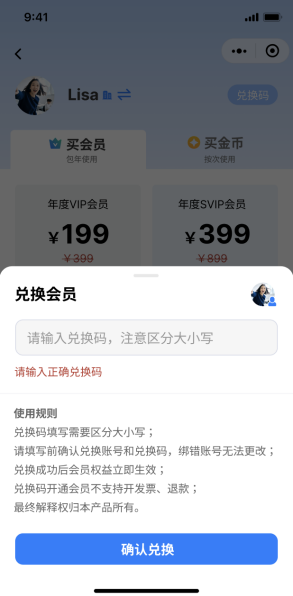 9:41
Lisa
兑换码
买会员
包年使用
买金币
按次使用
年度VIP会员
¥199
¥399
年度SVIP会员
¥399
¥899
兑换会员
请输入兑换码，注意区分大小写
请输入正确兑换码
使用规则
兑换码填写需要区分大小写；
请填写前确认兑换账号和兑换码，绑错账号无法更改；
兑换成功后会员权益立即生效；
兑换码开通会员不支持开发票、退款；
最终解释权归本产品所有。
确认兑换